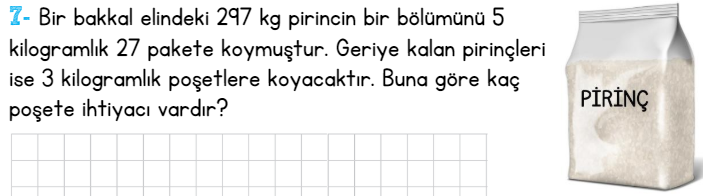 7- Bir bakkal elindeki 297 kg pirincin bir bölümünü 5
kilogramlık 27 pakete koymuştur. Geriye kalan pirinçleri
ise 3 kilogramlık poşetlere koyacaktır. Buna göre kaç
poşete ihtiyacı vardır?
PİRİNÇ